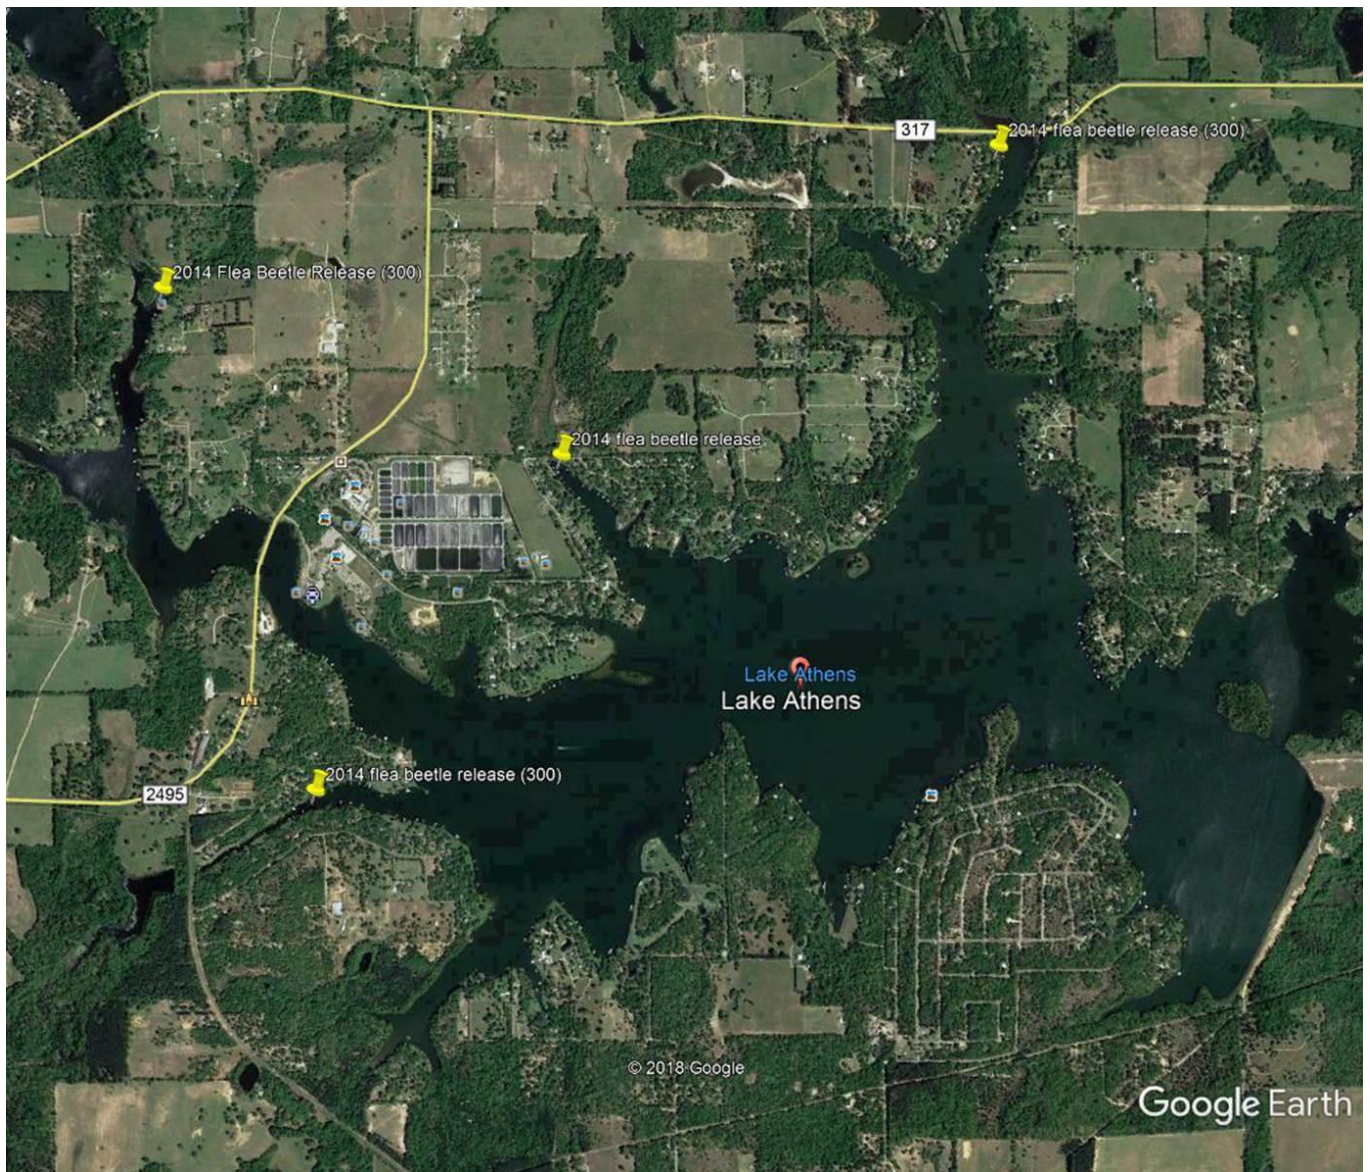 317
2014 flea beetle release (300)
2014 Flea Beetle Release (300)
2014 flea beetle release
Lake Athens
Lake Athens
2014 flea beetle release (300)
2495
© 2018 Google
Google Earth